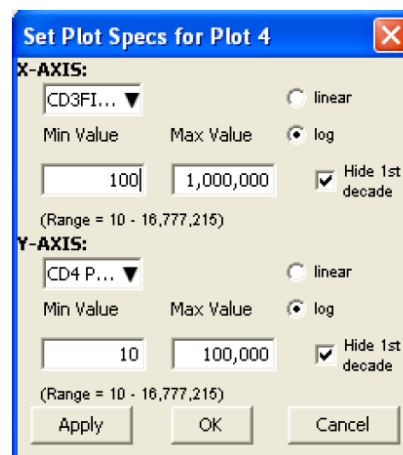 Set Plot Specs for Plot 4
X-AXIS:
CD3FI... linear
Min Value Max Value log
100 1,000,000 Hide 1st
decade
(Range = 10 - 16,777,215)
Y-AXIS:
CD4 P... linear
Min Value Max Value log
10 100,000 Hide 1st
decade
(Range = 10 - 16,777,215)
Apply OK Cancel